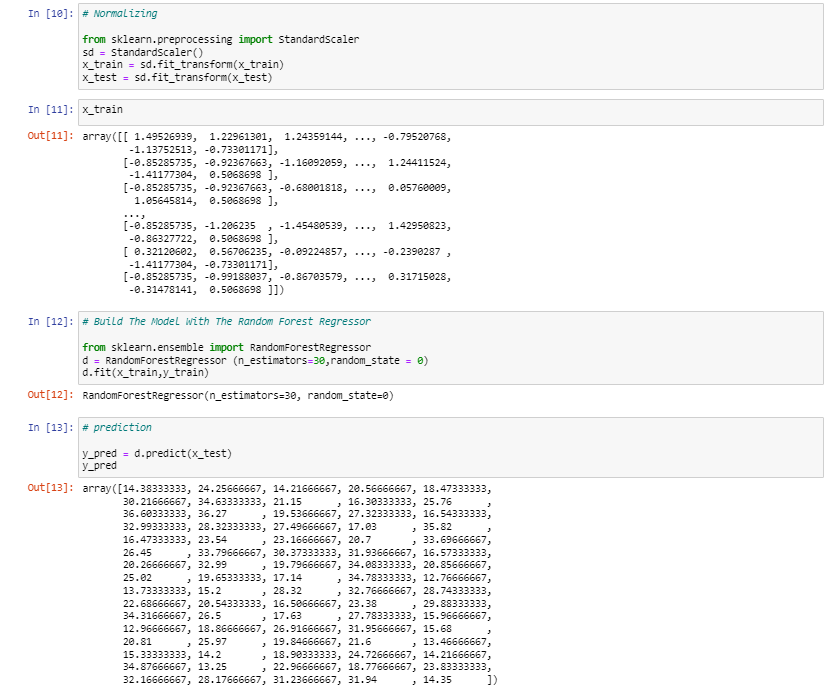 In [10]: # Normalizing
from sklearn.preprocessing import StandardScaler
sd = StandardScaler()
x_train = sd.fit_transform(x_train)
x_test = sd.fit_transform(x_test)
In [11]: x_train
Out[11]: array([[ 1.49526939,  1.22961301,  1.24359144, ..., -0.79520768,
        -1.13752513, -0.73301171],
       [-0.85285735, -0.92367663, -1.16092059, ...,  1.24411524,
        -1.41177304,  0.5068698 ],
       [-0.85285735, -0.92367663, -0.68001818, ...,  0.05760009,
         1.05645814,  0.5068698 ],
       ...,
       [-0.85285735, -1.206235  , -1.45480539, ...,  1.42950823,
        -0.86327722,  0.5068698 ],
       [ 0.32120602,  0.56706235, -0.09224857, ..., -0.2390287 ,
        -1.41177304, -0.73301171],
       [-0.85285735, -0.99188037, -0.86703579, ...,  0.31715028,
        -0.31478141,  0.5068698 ]])
In [12]: # Build The Model With The Random Forest Regressor
from sklearn.ensemble import RandomForestRegressor
d = RandomForestRegressor (n_estimators=30,random_state = 0)
d.fit(x_train,y_train)
Out[12]: RandomForestRegressor(n_estimators=30, random_state=0)
In [13]: # prediction
y_pred = d.predict(x_test)
y_pred
Out[13]: array([14.38333333, 24.25666667, 14.21666667, 20.56666667, 18.47333333,
       30.21666667, 34.63333333, 21.15      , 16.30333333, 25.76      ,
       36.60333333, 36.27      , 19.53666667, 27.32333333, 16.54333333,
       32.99333333, 28.32333333, 27.49666667, 17.03      , 35.82      ,
       16.47333333, 23.54      , 23.16666667, 20.7       , 33.69666667,
       26.45      , 33.79666667, 30.37333333, 31.93666667, 16.57333333,
       20.26666667, 32.99      , 19.79666667, 34.08333333, 20.85666667,
       25.02      , 19.65333333, 17.14      , 34.78333333, 12.76666667,
       13.73333333, 15.2       , 28.32      , 32.76666667, 28.74333333,
       22.68666667, 20.54333333, 16.50666667, 23.38      , 29.88333333,
       34.31666667, 26.5       , 17.63      , 27.78333333, 15.96666667,
       12.96666667, 18.86666667, 26.91666667, 31.95666667, 15.68      ,
       20.81      , 25.97      , 19.84666667, 21.6       , 13.46666667,
       15.33333333, 14.2       , 18.90333333, 24.72666667, 14.21666667,
       34.87666667, 13.25      , 22.96666667, 18.77666667, 23.83333333,
       32.16666667, 28.17666667, 31.23666667, 31.94      , 14.35      ])